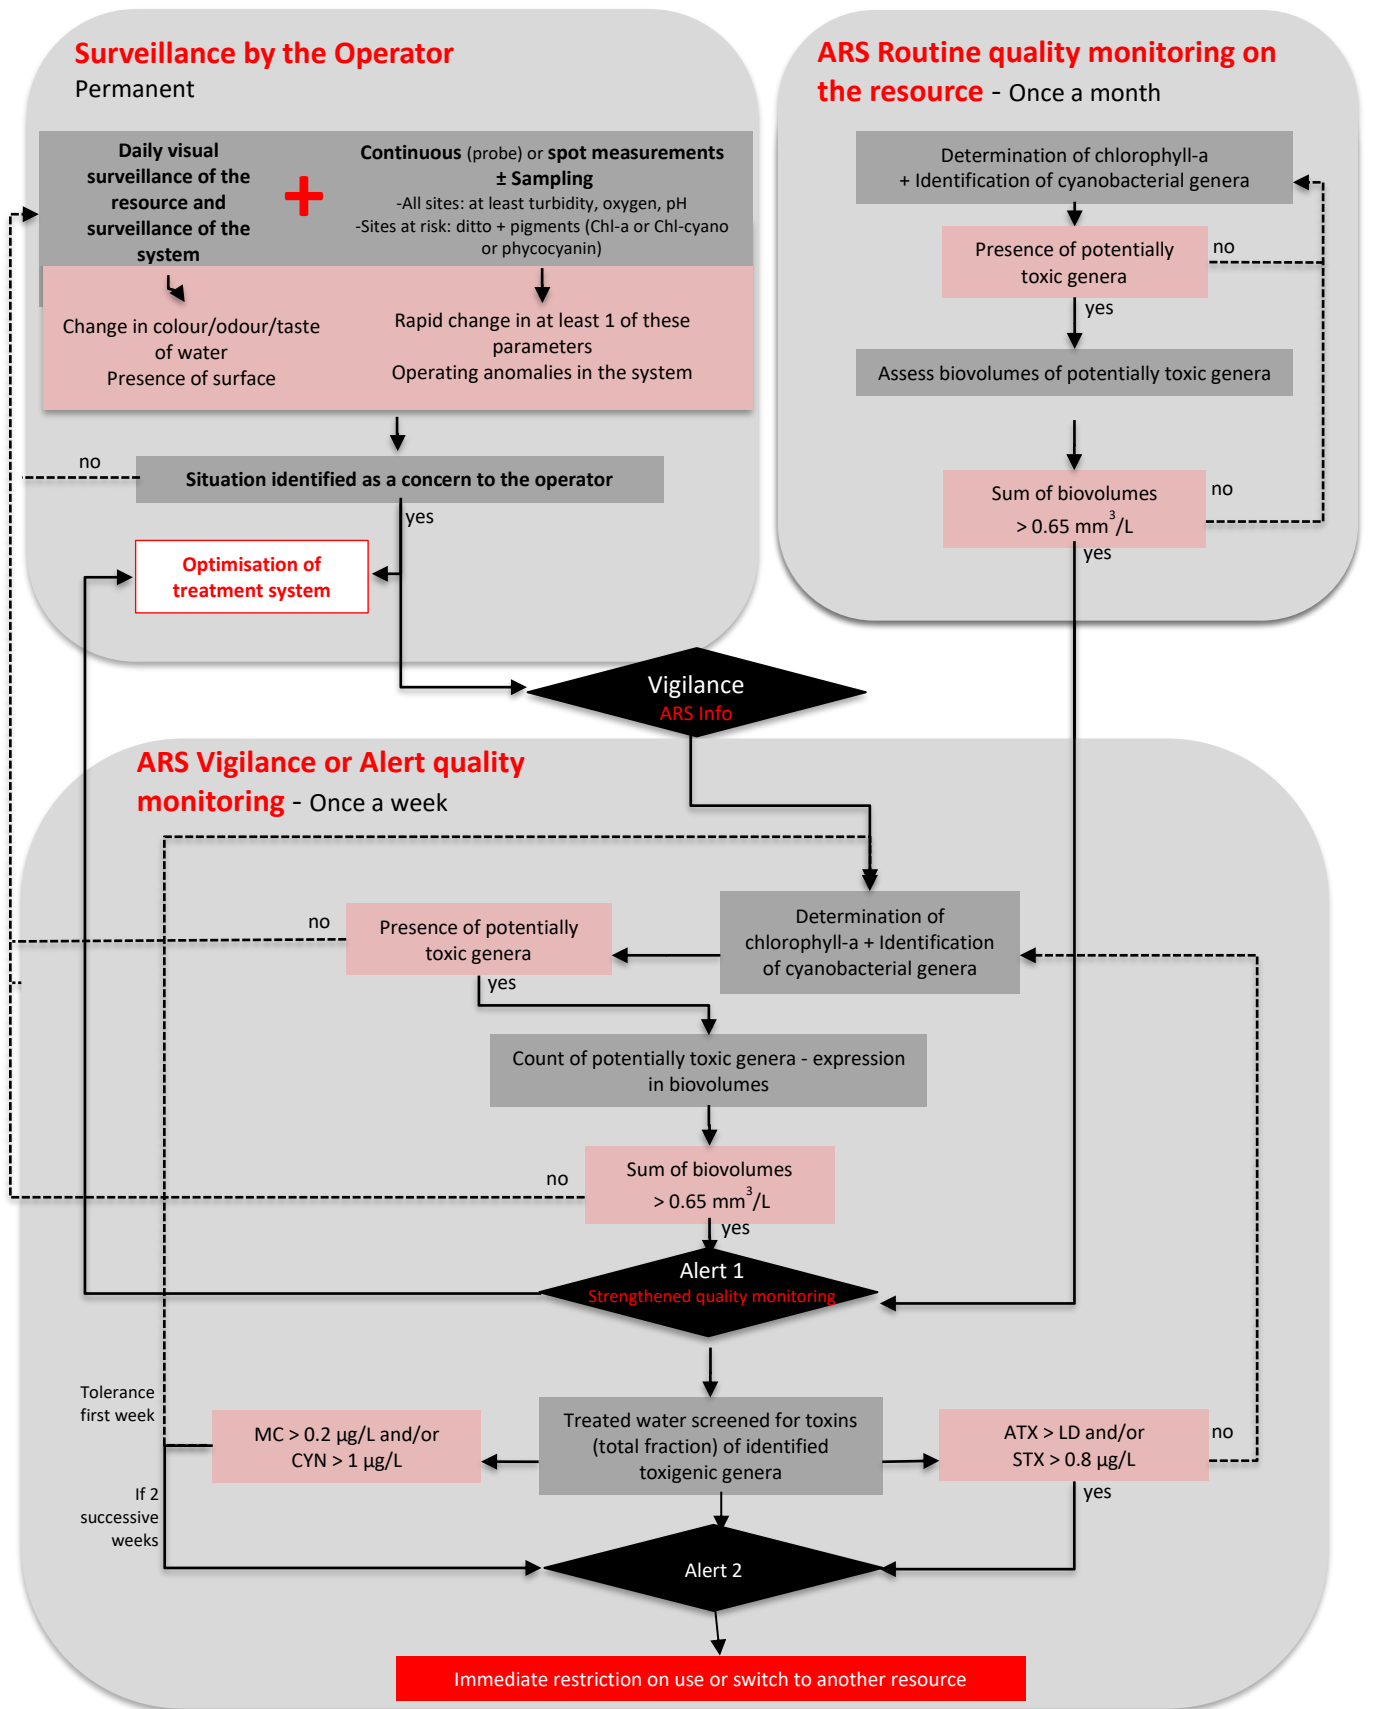 Surveillance by the Operator
Permanent
Daily visual
surveillance of the
resource and
surveillance of the
system
+
Continuous (probe) or spot measurements
± Sampling
-All sites: at least turbidity, oxygen, pH
-Sites at risk: ditto + pigments (Chl-a or Chl-cyano
or phycocyanin)
Change in colour/odour/taste
of water
Presence of surface
Rapid change in at least 1 of these
parameters
Operating anomalies in the system
no
Situation identified as a concern to the operator
yes
Optimisation of
treatment system
ARS Routine quality monitoring on
the resource - Once a month
Determination of chlorophyll-a
+ Identification of cyanobacterial genera
Presence of potentially
toxic genera
no
yes
Assess biovolumes of potentially toxic genera
Sum of biovolumes
> 0.65 mm³/L
no
yes
Vigilance
ARS Info
ARS Vigilance or Alert quality
monitoring - Once a week
Determination of
chlorophyll-a + Identification
of cyanobacterial genera
no
Presence of potentially
toxic genera
yes
Count of potentially toxic genera - expression
in biovolumes
no
Sum of biovolumes
> 0.65 mm³/L
yes
Alert 1
Strengthened quality monitoring
Tolerance
first week
MC > 0.2 µg/L and/or
CYN > 1 µg/L
Treated water screened for toxins
(total fraction) of identified
toxigenic genera
ATX > LD and/or
STX > 0.8 µg/L
no
yes
If 2
successive
weeks
Alert 2
Immediate restriction on use or switch to another resource